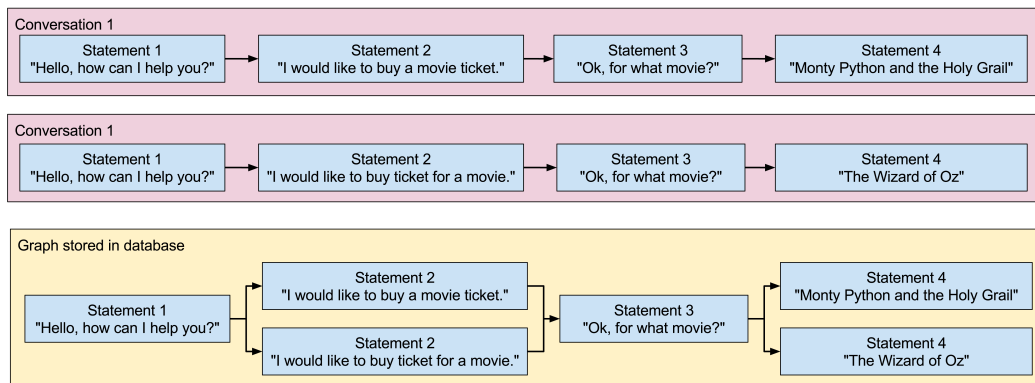 Conversation 1
Statement 1
"Hello, how can I help you?"
Statement 2
"I would like to buy a movie ticket."
Statement 3
"Ok, for what movie?"
Statement 4
"Monty Python and the Holy Grail"
Conversation 1
Statement 1
"Hello, how can I help you?"
Statement 2
"I would like to buy ticket for a movie."
Statement 3
"Ok, for what movie?"
Statement 4
"The Wizard of Oz"
Graph stored in database
Statement 1
"Hello, how can I help you?"
Statement 2
"I would like to buy a movie ticket."
Statement 2
"I would like to buy ticket for a movie."
Statement 3
"Ok, for what movie?"
Statement 4
"Monty Python and the Holy Grail"
Statement 4
"The Wizard of Oz"